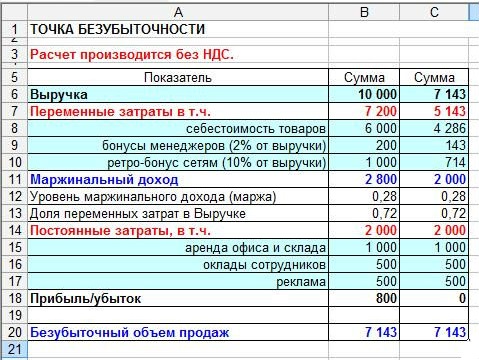 A B C
1 ТОЧКА БЕЗУБЫТОЧНОСТИ
2
3 Расчет производится без НДС.
5 Показатель Сумма Сумма
6 Выручка 10 000 7 143
7 Переменные затраты в т.ч. 7 200 5 143
8 себестоимость товаров 6 000 4 286
9 бонусы менеджеров (2% от выручки) 200 143
10 ретро-бонус сетям (10% от выручки) 1 000 714
11 Маржинальный доход 2 800 2 000
12 Уровень маржинального дохода (маржа) 0,28 0,28
13 Доля переменных затрат в Выручке 0,72 0,72
14 Постоянные затраты, в т.ч. 2 000 2 000
15 аренда офиса и склада 1 000 1 000
16 оклады сотрудников 500 500
17 реклама 500 500
18 Прибыль/убыток 800 0
19
20 Безубыточный объем продаж 7 143 7 143
21